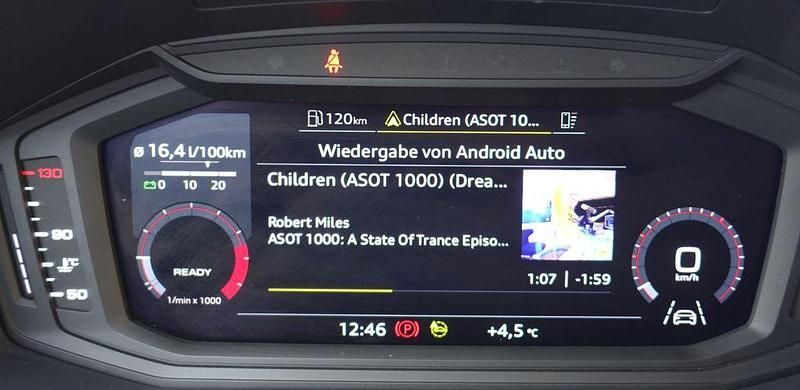 120 km
Children (ASOT 10...
ø 16,4 l/100km
0 10 20
Wiedergabe von Android Auto
Children (ASOT 1000) (Drea...
Robert Miles
ASOT 1000: A State Of Trance Episo...
1:07 | -1:59
130
90
°C
50
READY
1/min x 1000
0
km/h
12:46
P
+4,5 °C